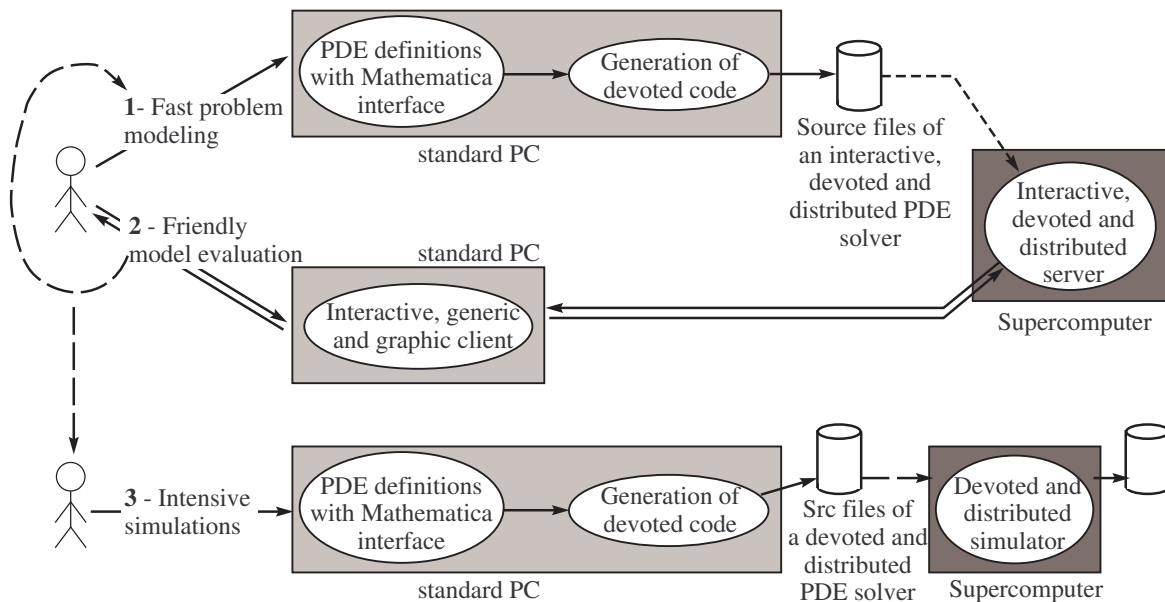 PDE definitions
with Mathematica
interface
Generation of
devoted code
1- Fast problem
modeling
standard PC
Source files of
an interactive,
devoted and
distributed PDE
solver
Interactive,
devoted and
distributed
server
Supercomputer
2 - Friendly
model evaluation
standard PC
Interactive, generic
and graphic client
3 - Intensive
simulations
PDE definitions
with Mathematica
interface
Generation of
devoted code
standard PC
Src files of
a devoted and
distributed
PDE solver
Devoted and
distributed
simulator
Supercomputer